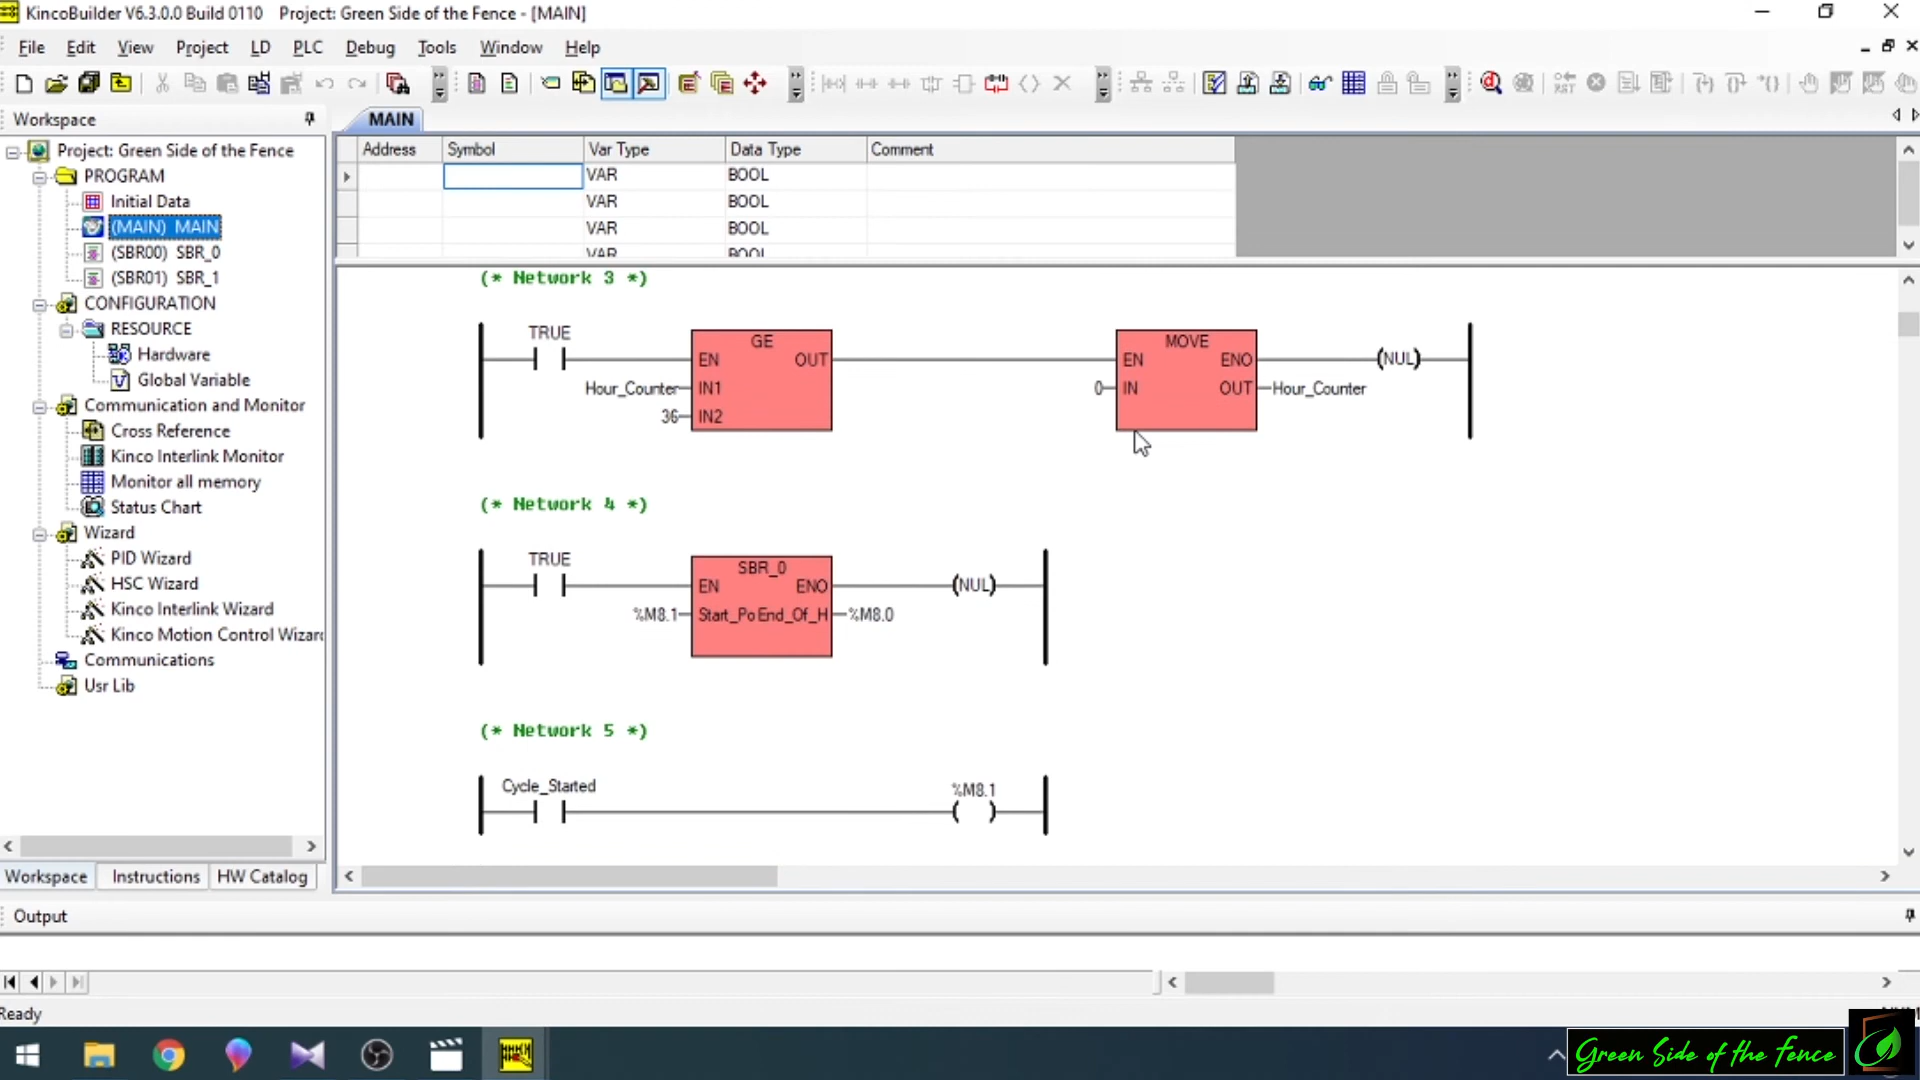 KincoBuilder V6.3.0.0 Build 0110 Project: Green Side of the Fence - [MAIN]
File Edit View Project LD PLC Debug Tools Window Help
Workspace
Project: Green Side of the Fence
PROGRAM
Initial Data
(MAIN) MAIN
(SBR00) SBR_0
(SBR01) SBR_1
CONFIGURATION
RESOURCE
Hardware
Global Variable
Communication and Monitor
Cross Reference
Kinco Interlink Monitor
Monitor all memory
Status Chart
Wizard
PID Wizard
HSC Wizard
Kinco Interlink Wizard
Kinco Motion Control Wizard
Communications
Usr Lib
Workspace Instructions HW Catalog
MAIN
Address Symbol Var Type Data Type Comment
VAR BOOL
VAR BOOL
VAR BOOL
VAR BOOL
(* Network 3 *)
TRUE GE MOVE
EN OUT EN ENO (NUL)
Hour_Counter IN1 0 IN OUT Hour_Counter
36 IN2
(* Network 4 *)
TRUE SBR_0
EN ENO (NUL)
%M8.1 Start_Po End_Of_H %M8.0
(* Network 5 *)
Cycle_Started %M8.1
( )
Output
Ready
Green Side of the Fence